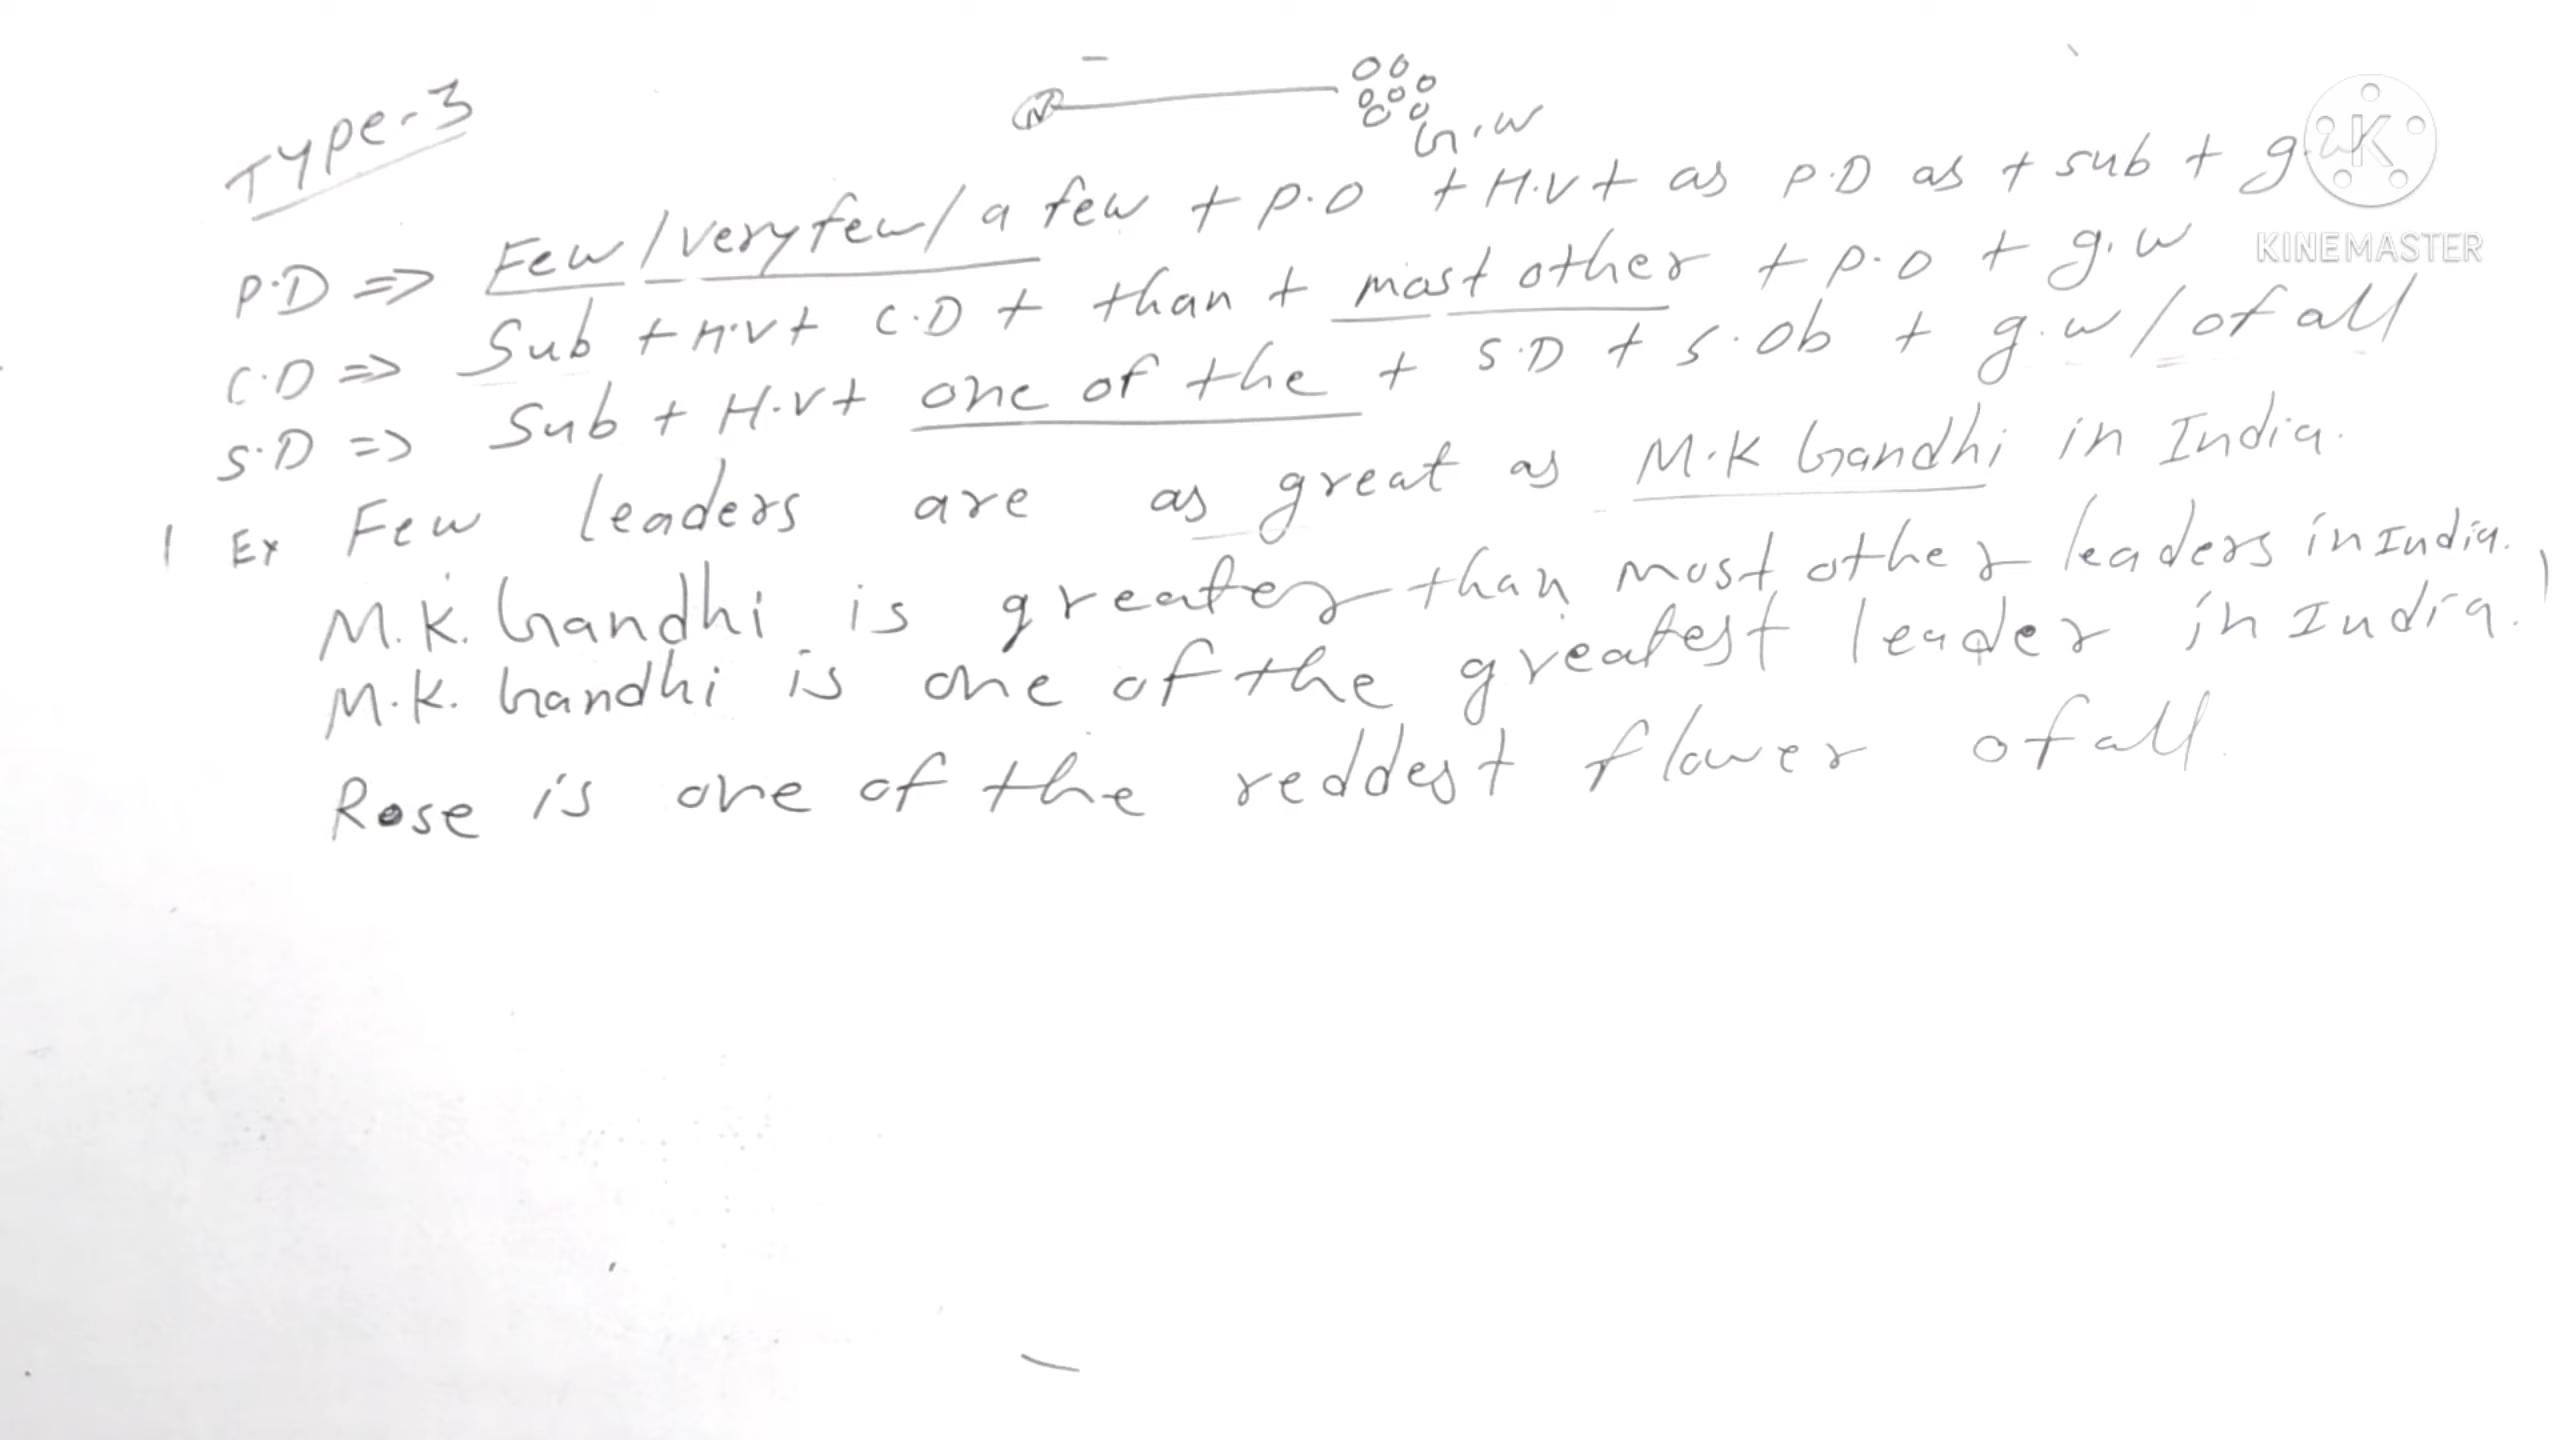 Type-3
G.W
P.D => Few/very few/a few + P.O + H.V + as P.D as + sub + g.
C.D => Sub + H.V + C.D + than + most other + P.O + g.w
S.D => Sub + H.V + one of the + S.D + S.Ob + g.w / of all
1 Ex Few leaders are as great as M.K Gandhi in India.
M.K. Gandhi is greater than most other leaders in India.
M.K. Gandhi is one of the greatest leader in India.
Rose is one of the reddest flower of all.
KINEMASTER